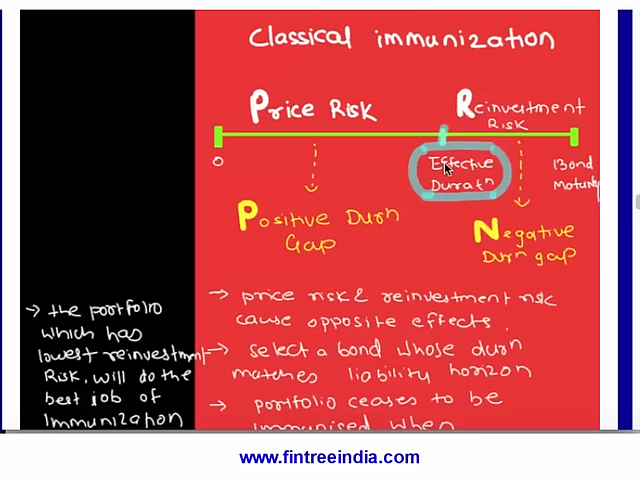 Classical immunization
Price Risk
Reinvestment
Risk
0
Effective
Duratn
Bond
Maturity
Positive Durn
Gap
Negative
Durn gap
→ the portfolio
which has
lowest reinvestment
Risk, will do the
best job of
Immunization
→ price risk & reinvestment risk
cause opposite effects.
→ select a bond whose durn
matches liability horizon
→ portfolio ceases to be
immunised when
www.fintreeindia.com